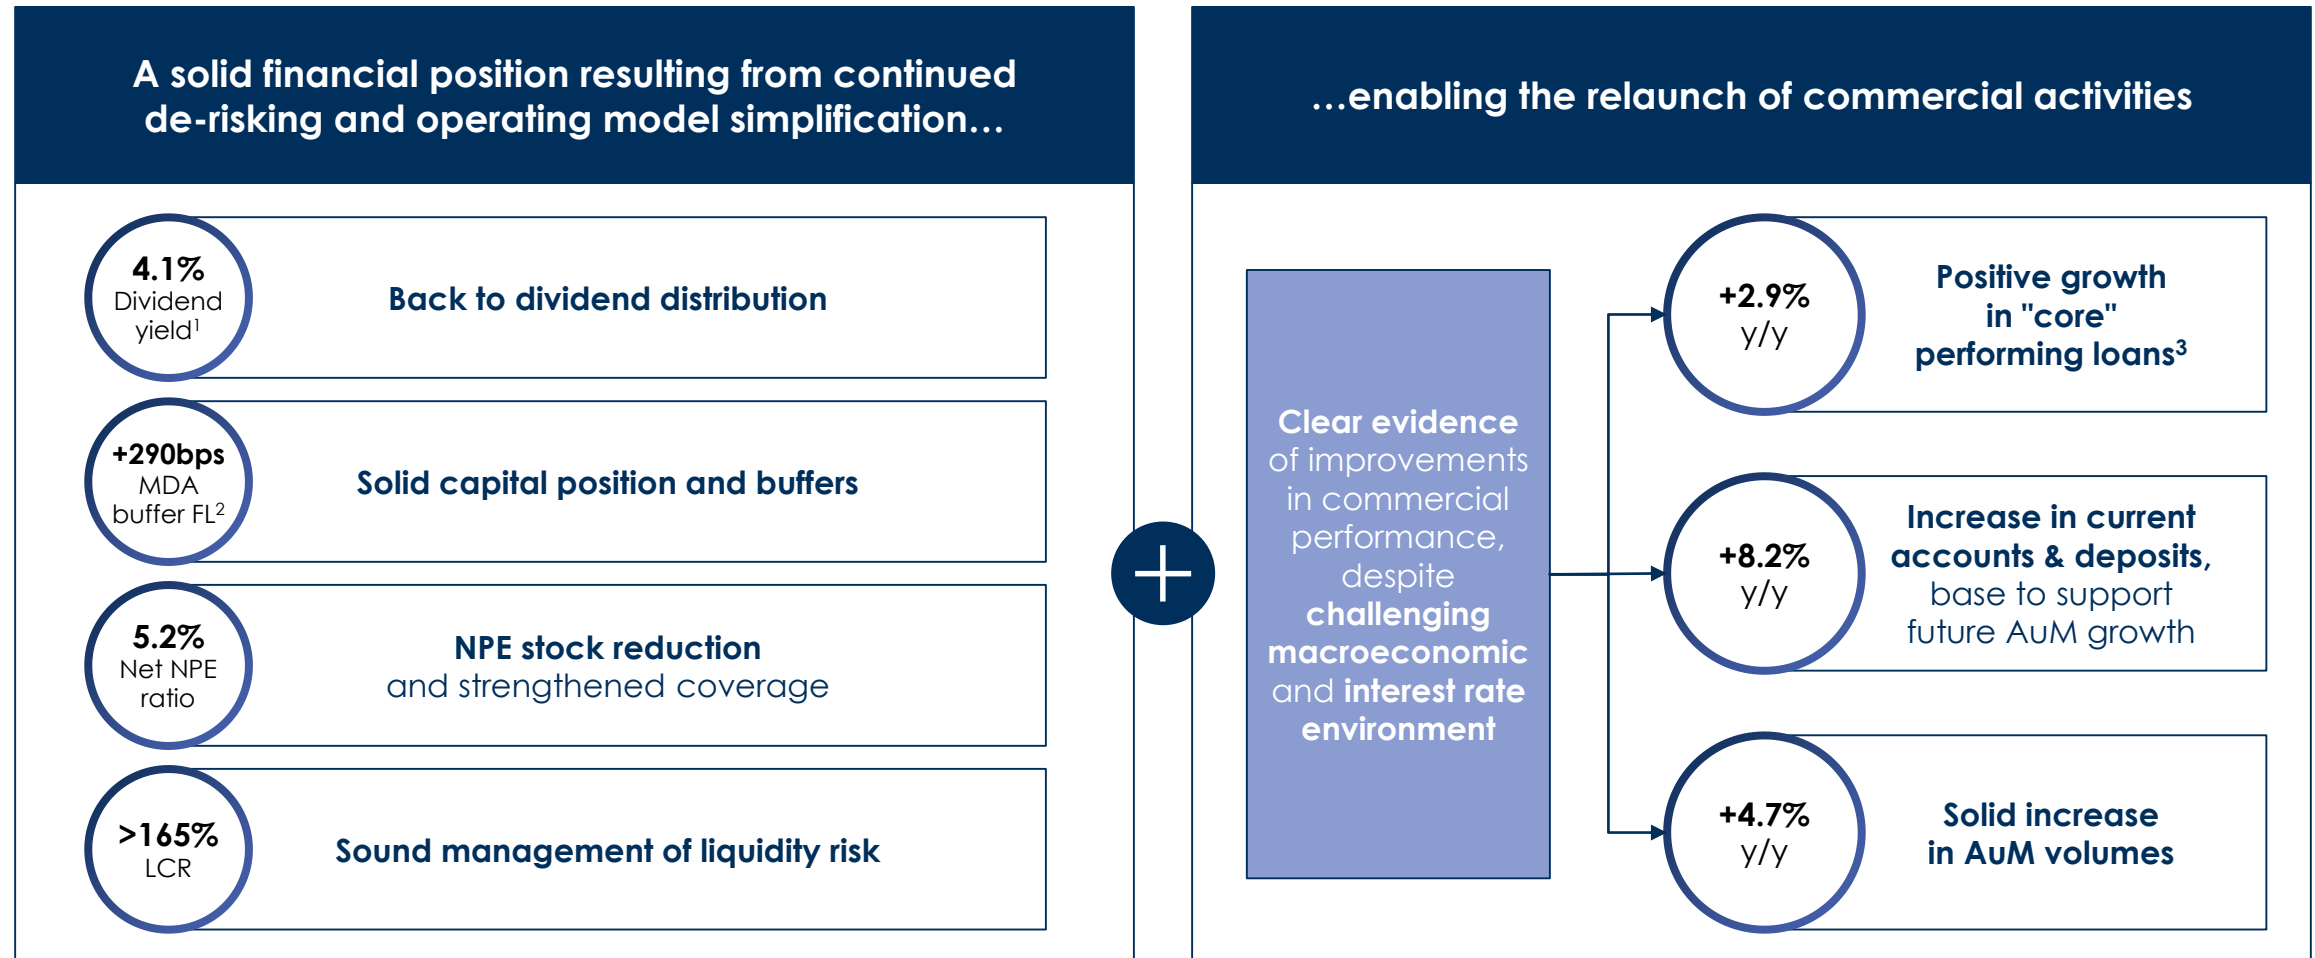 A solid financial position resulting from continued
de-risking and operating model simplification…
4.1%
Dividend
yield1
Back to dividend distribution
+290bps
MDA
buffer FL2
Solid capital position and buffers
5.2%
Net NPE
ratio
NPE stock reduction
and strengthened coverage
>165%
LCR
Sound management of liquidity risk
…enabling the relaunch of commercial activities
Clear evidence
of improvements
in commercial
performance,
despite
challenging
macroeconomic
and interest rate
environment
+2.9%
y/y
Positive growth
in "core"
performing loans3
+8.2%
y/y
Increase in current
accounts & deposits,
base to support
future AuM growth
+4.7%
y/y
Solid increase
in AuM volumes